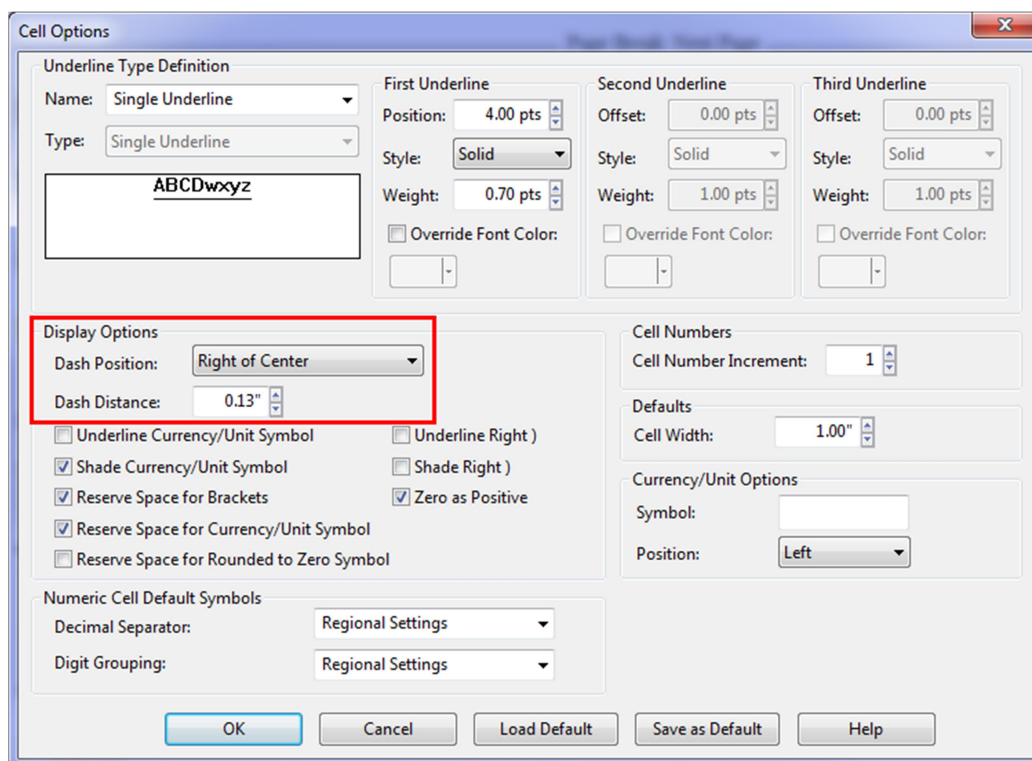 Cell Options
Page Break: Next Page
Underline Type Definition
Name: Single Underline
Type: Single Underline
ABCDwxyz
First Underline
Position: 4.00 pts
Style: Solid
Weight: 0.70 pts
Override Font Color:
Second Underline
Offset: 0.00 pts
Style: Solid
Weight: 1.00 pts
Override Font Color:
Third Underline
Offset: 0.00 pts
Style: Solid
Weight: 1.00 pts
Override Font Color:
Display Options
Dash Position: Right of Center
Dash Distance: 0.13"
Underline Currency/Unit Symbol
Underline Right )
Shade Currency/Unit Symbol
Shade Right )
Reserve Space for Brackets
Zero as Positive
Reserve Space for Currency/Unit Symbol
Reserve Space for Rounded to Zero Symbol
Cell Numbers
Cell Number Increment: 1
Defaults
Cell Width: 1.00"
Currency/Unit Options
Symbol:
Position: Left
Numeric Cell Default Symbols
Decimal Separator: Regional Settings
Digit Grouping: Regional Settings
OK Cancel Load Default Save as Default Help